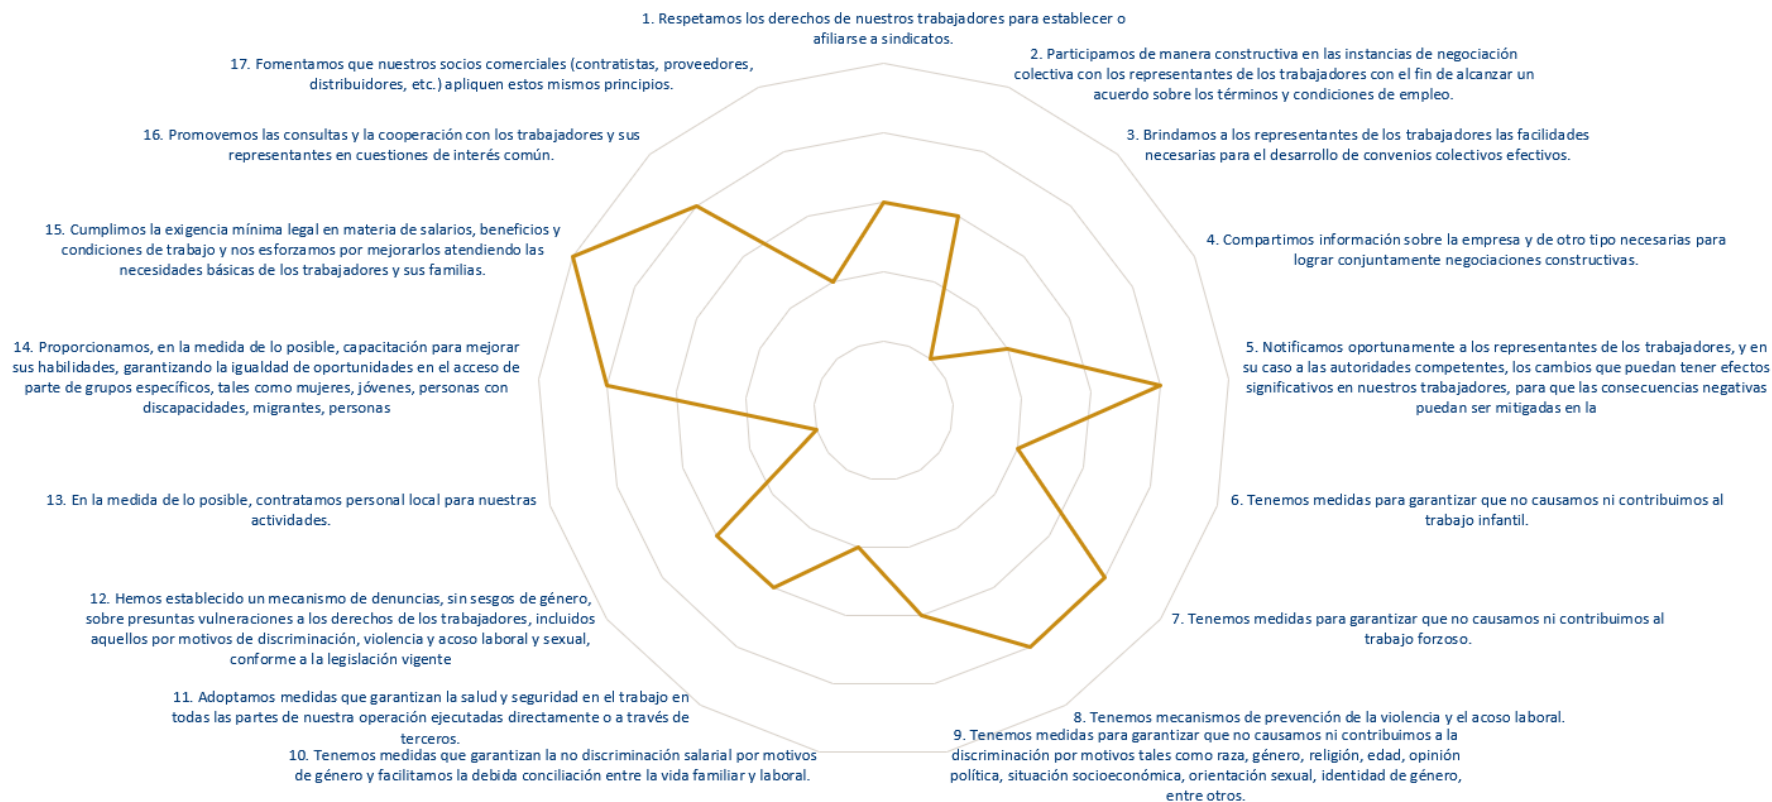 1. Respetamos los derechos de nuestros trabajadores para establecer o
afiliarse a sindicatos.
2. Participamos de manera constructiva en las instancias de negociación
colectiva con los representantes de los trabajadores con el fin de alcanzar un
acuerdo sobre los términos y condiciones de empleo.
3. Brindamos a los representantes de los trabajadores las facilidades
necesarias para el desarrollo de convenios colectivos efectivos.
4. Compartimos información sobre la empresa y de otro tipo necesarias para
lograr conjuntamente negociaciones constructivas.
5. Notificamos oportunamente a los representantes de los trabajadores, y en
su caso a las autoridades competentes, los cambios que puedan tener efectos
significativos en nuestros trabajadores, para que las consecuencias negativas
puedan ser mitigadas en la
6. Tenemos medidas para garantizar que no causamos ni contribuimos al
trabajo infantil.
7. Tenemos medidas para garantizar que no causamos ni contribuimos al
trabajo forzoso.
8. Tenemos mecanismos de prevención de la violencia y el acoso laboral.
9. Tenemos medidas para garantizar que no causamos ni contribuimos a la
discriminación por motivos tales como raza, género, religión, edad, opinión
política, situación socioeconómica, orientación sexual, identidad de género,
entre otros.
10. Tenemos medidas que garantizan la no discriminación salarial por motivos
de género y facilitamos la debida conciliación entre la vida familiar y laboral.
11. Adoptamos medidas que garantizan la salud y seguridad en el trabajo en
todas las partes de nuestra operación ejecutadas directamente o a través de
terceros.
12. Hemos establecido un mecanismo de denuncias, sin sesgos de género,
sobre presuntas vulneraciones a los derechos de los trabajadores, incluidos
aquellos por motivos de discriminación, violencia y acoso laboral y sexual,
conforme a la legislación vigente
13. En la medida de lo posible, contratamos personal local para nuestras
actividades.
14. Proporcionamos, en la medida de lo posible, capacitación para mejorar
sus habilidades, garantizando la igualdad de oportunidades en el acceso de
parte de grupos específicos, tales como mujeres, jóvenes, personas con
discapacidades, migrantes, personas
15. Cumplimos la exigencia mínima legal en materia de salarios, beneficios y
condiciones de trabajo y nos esforzamos por mejorarlos atendiendo las
necesidades básicas de los trabajadores y sus familias.
16. Promovemos las consultas y la cooperación con los trabajadores y sus
representantes en cuestiones de interés común.
17. Fomentamos que nuestros socios comerciales (contratistas, proveedores,
distribuidores, etc.) apliquen estos mismos principios.